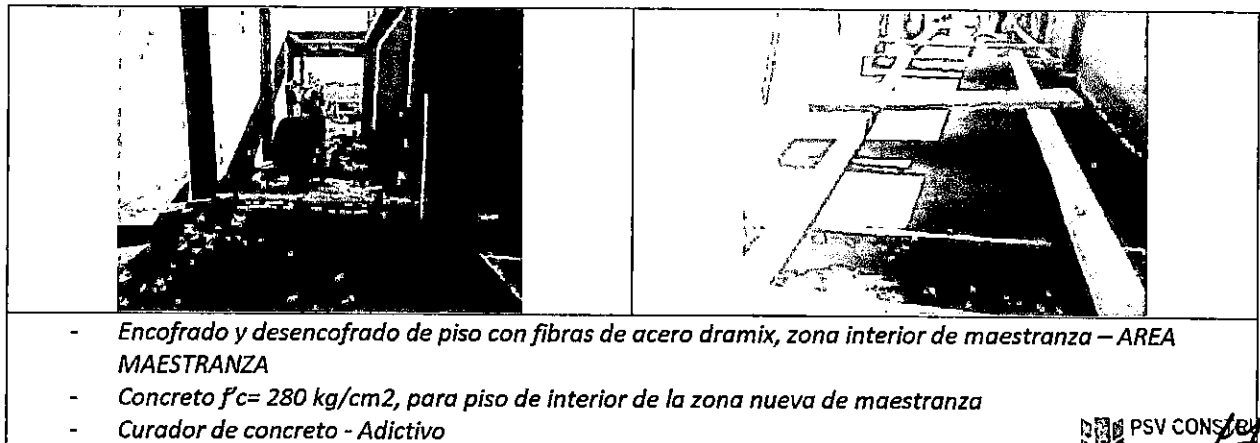 - Encofrado y desencofrado de piso con fibras de acero dramix, zona interior de maestranza – AREA
MAESTRANZA
- Concreto f'c= 280 kg/cm2, para piso de interior de la zona nueva de maestranza
- Curador de concreto - Adictivo
PSV